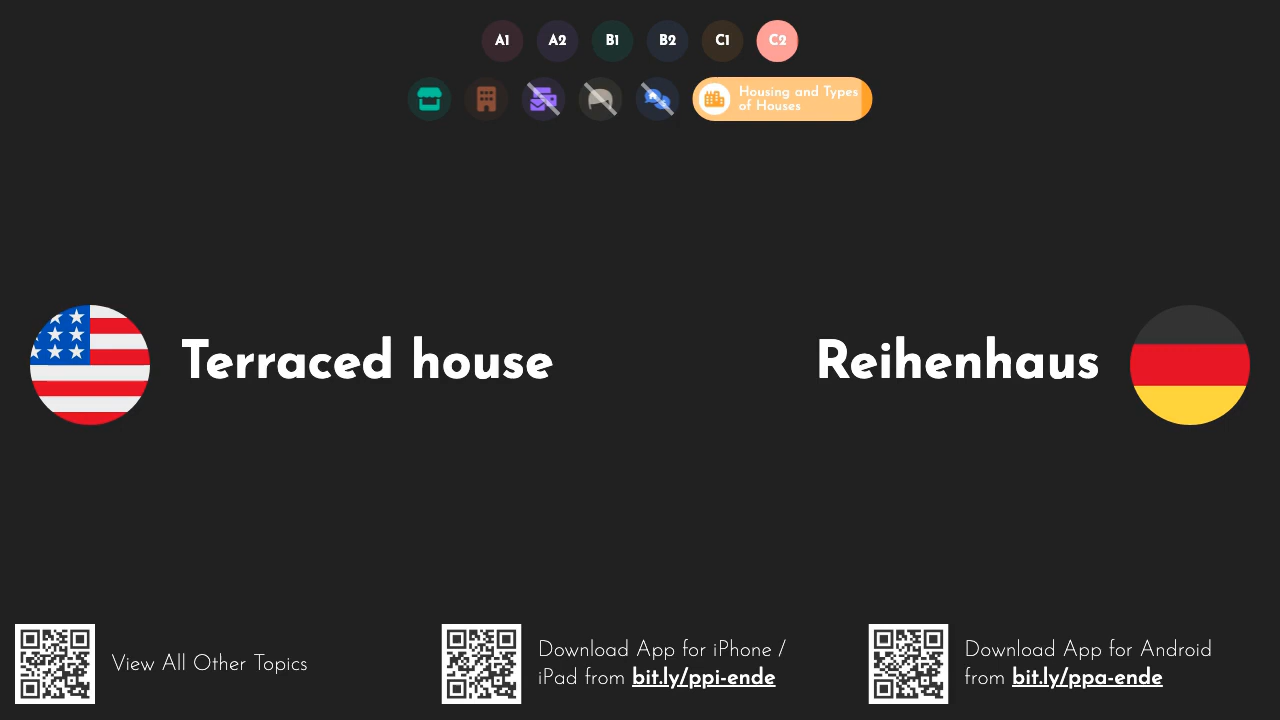 A1 A2 B1 B2 C1 C2
Housing and Types
of Houses
Terraced house
Reihenhaus
View All Other Topics
Download App for iPhone /
iPad from bit.ly/ppi-ende
Download App for Android
from bit.ly/ppa-ende